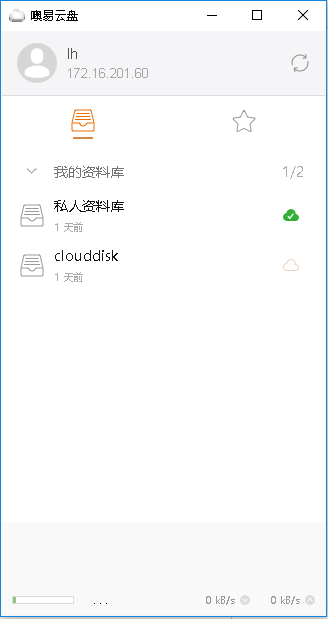 噢易云盘
lh
172.16.201.60
我的资料库 1/2
私人资料库
1 天前
clouddisk
1 天前
... 0 kB/s 0 kB/s